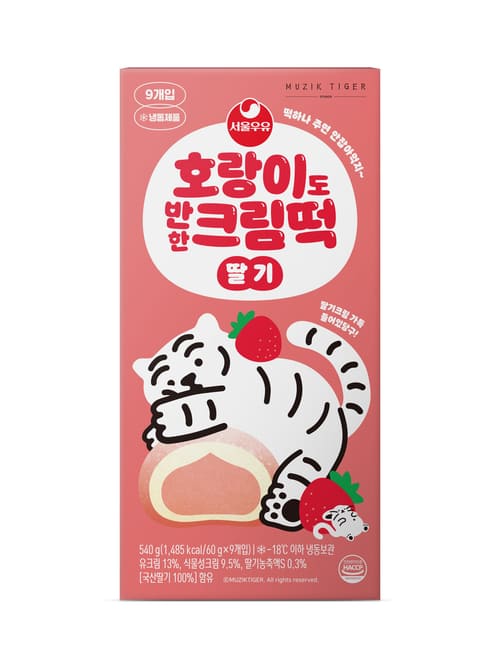 9개입
❄냉동제품
서울우유
MUZIK TIGER
떡하나 주면 안잡아먹지~
호랑이도
반한 크림떡
딸기
딸기크림 가득
들어있당구!
540 g(1,485 kcal/60 g×9개입) | ❄-18℃ 이하 냉동보관
유크림 13%, 식물성크림 9.5%, 딸기농축액S 0.3%
[국산딸기 100%] 함유 ⓒMUZIKTIGER. All rights reserved.
HACCP